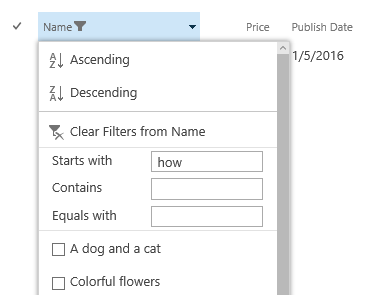 Name Price Publish Date
1/5/2016
Ascending
Descending
Clear Filters from Name
Starts with how
Contains
Equals with
A dog and a cat
Colorful flowers